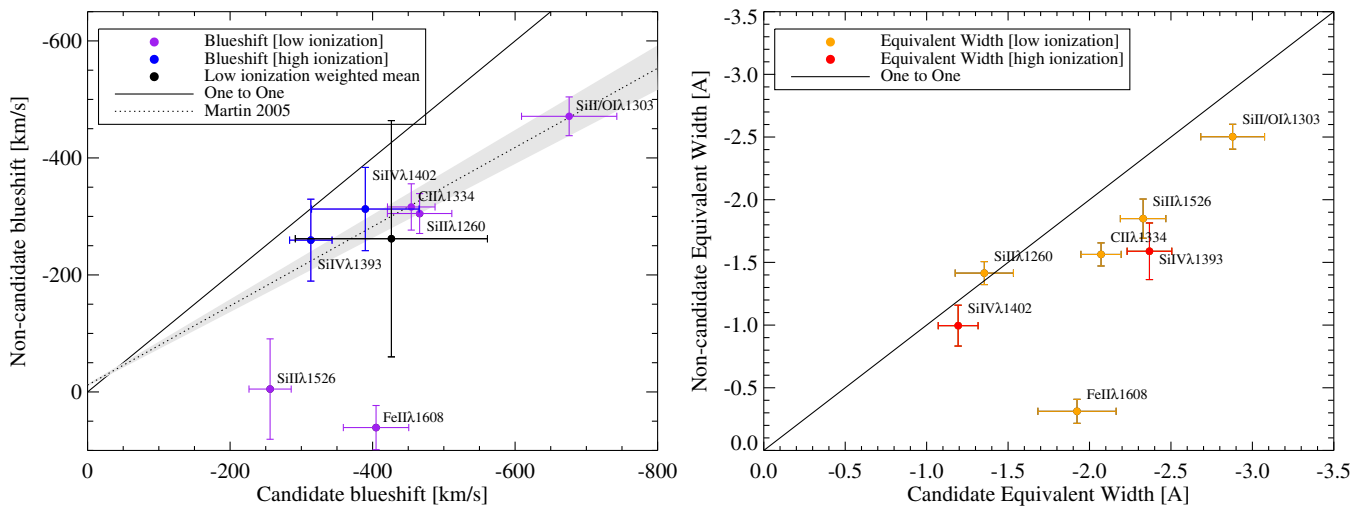 -600
-400
-200
0
Non-candidate blueshift [km/s]
Blueshift [low ionization]
Blueshift [high ionization]
Low ionization weighted mean
One to One
Martin 2005
SiII/OIλ1303
SiIVλ1402
CIIλ1334
SiIIλ1260
SiIVλ1393
SiIIλ1526
FeIIλ1608
0
-200
-400
-600
-800
Candidate blueshift [km/s]
-3.5
-3.0
-2.5
-2.0
-1.5
-1.0
-0.5
0.0
Non-candidate Equivalent Width [A]
Equivalent Width [low ionization]
Equivalent Width [high ionization]
One to One
SiII/OIλ1303
SiIIλ1526
CIIλ1334
SiIIλ1260
SiIVλ1393
SiIVλ1402
FeIIλ1608
0.0
-0.5
-1.0
-1.5
-2.0
-2.5
-3.0
-3.5
Candidate Equivalent Width [A]